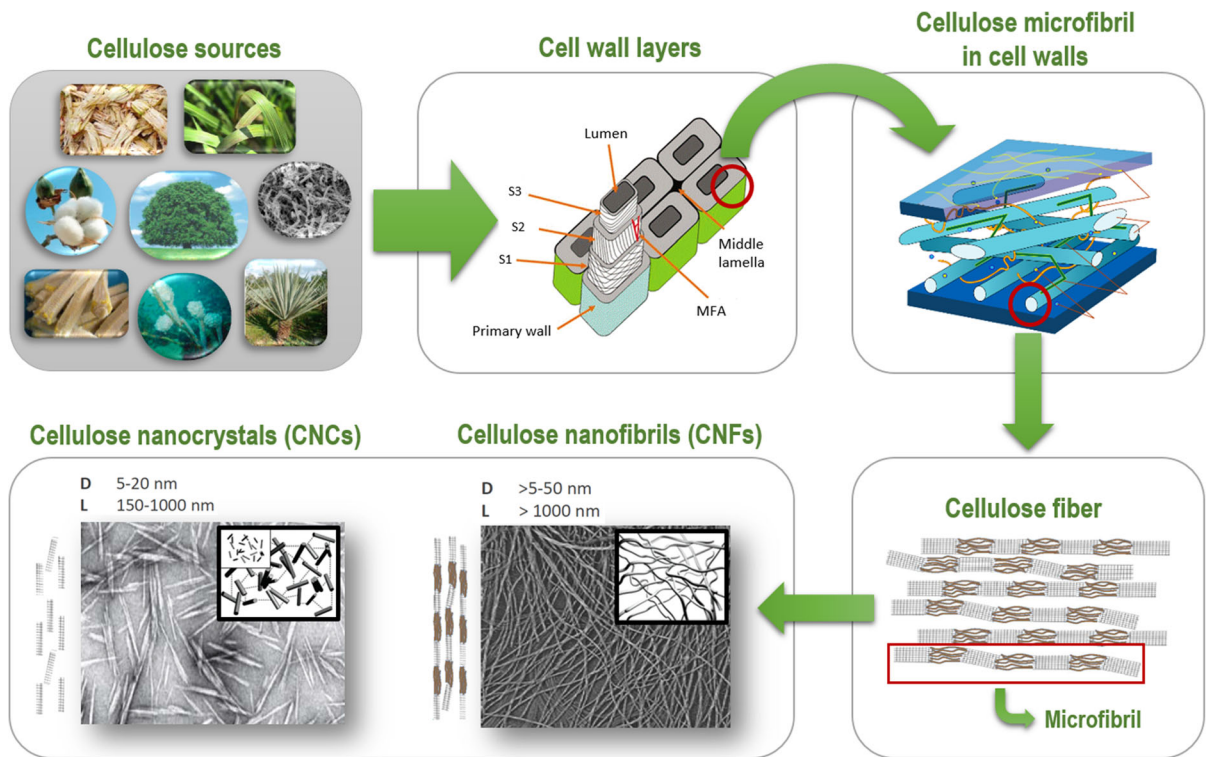 Cellulose sources
Cell wall layers
Cellulose microfibril
in cell walls
Lumen
S3
S2
S1
Middle
lamella
MFA
Primary wall
Cellulose nanocrystals (CNCs)
D 5-20 nm
L 150-1000 nm
Cellulose nanofibrils (CNFs)
D >5-50 nm
L > 1000 nm
Cellulose fiber
Microfibril